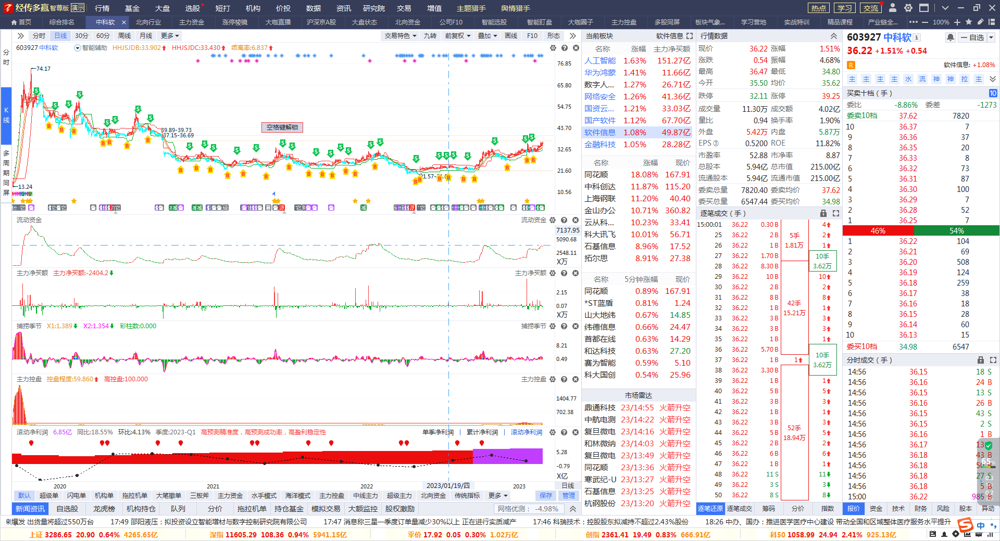 经传多赢 智尊版 演示 行情 基金 大盘 选股 短打 机构 价投 数据 资讯 研究院 交易 增值 主题猎手 舆情猎手 热点 学习 交流
首页 综合排名 中科软 × 北向行业 主力资金 涨停棱镜 大咖直播 沪深京A股 大盘状态 北向资金 公司F10 智能选股 智能盯盘 大咖圈子 主力控盘 多股同屏 板块气象... 学习营地 实战特训 精品课程 产业链全... 100%
分时 日线 30分 60分 周线 月线 更多 交易特色 九转 前复权 叠加 画线 F10 形态
603927 中科软 智能辅助 HHJSJDB:33.902 HHJSJDC:33.430 乖离率:6.837
分时
K线
多周期同屏
74.17
39.89-39.73
37.15-36.69
空格键解锁
13.24
76.85
65.80
54.75
43.70
32.65
21.60
10.56
流动资金 流动资金
7137.95
5090.68
2548.11
X万
主力净买额 主力净买额:-2404.2 主力净买额
2.15
0.07
X万
捕捞季节 X1:1.389 X2:1.354 彩柱数:0.000 捕捞季节
8.21
0.49
主力控盘 控盘程度:59.860 高控盘:100.000 主力控盘
1404.77
702.38
滚动净利润 6.85亿 同比:18.55% 环比:4.13% 季度:2023-Q1 高预测精准度，高预测成功率，高盈利稳定性 单季净利润 | 累计净利润 | 滚动净利润
5.28
-0.79
X亿
2020 2021 2022 2023/01/19/四 2023 日线
默认 超级单 闪电单 机构单 拖拉机单 大笔撤单 三板斧 主力资金 水手模式 海洋模式 主力控盘 中线主力 超级主力 北向资金 传统指标 更多 保存 管理
新闻资讯 自选股 龙虎榜 机构持仓 队列 分价 拖拉机单 持仓基金 模拟交易 大额监控 股权激励 网格优测： -4.98%
当前板块 软件信息
名称 涨幅 主力净买额
人工智能 1.63% 151.27亿
华为鸿蒙 1.41% 11.66亿
数字人... 1.27% 26.71亿
网络安全 1.26% 41.36亿
国资云... 1.21% 33.03亿
国产软件 1.12% 67.70亿
软件信息 1.08% 49.87亿
金融科技 1.05% 28.28亿
名称 涨幅 现价
同花顺 18.08% 167.91
中科创达 11.87% 115.20
上海钢联 11.20% 40.40
金山办公 10.71% 360.82
云从科... 10.23% 33.41
科大讯飞 10.01% 56.71
石基信息 8.96% 17.52
拓尔思 8.91% 27.38
名称 5分钟涨幅 现价
同花顺 0.89% 167.91
*ST蓝盾 0.81% 1.24
山大地纬 0.67% 14.85
纬德信息 0.66% 24.47
首都在线 0.63% 14.29
和达科技 0.63% 27.20
赛为智能 0.59% 5.10
科大国创 0.54% 25.96
市场雷达
鼎通科技 23/14:55 火箭升空
中航电测 23/14:22 火箭升空
复旦微电 23/14:16 火箭升空
和林微纳 23/14:03 火箭升空
复旦微电 23/13:49 火箭升空
同花顺 23/13:36 火箭升空
寒武纪-U 23/13:27 火箭升空
石基信息 23/13:25 火箭升空
杭钢股份 23/13:20 火箭升空
行情数据
现价 36.22 涨幅 1.51%
涨跌 0.54 振幅 4.68%
最高 36.47 最低 34.80
今开 35.50 均价 35.62
跌停 32.11 涨停 39.25
成交量 11.30万 成交额 4.02亿
量比 0.94 换手率 1.90%
外盘 5.42万 内盘 5.87万
EPS③ 0.5200 ROE 11.82%
市盈率 52.88 市净率 8.87
总股本 5.94亿 总市值 215.00亿
流通股本 5.94亿 流通市值 215.00亿
委卖总量 7820.40 委卖均价 37.62
委买总量 6547.44 委买均价 34.98
逐笔成交（手）
15:00:01 36.22 0.30 B 4
25 36.22 2 B 2
26 36.22 1 B 1
27 36.22 1.70 B
28 36.22 8.30 B
29 36.22 10 B 10
30 36.22 2 B 2
31 36.22 8 B 8
32 36.22 1 B 1
33 36.22 3 B 3
34 36.22 3 B 3
35 36.22 1 B 1
36 36.22 5.70 B
37 36.22 1 B 1
38 36.22 3.30 B
39 36.22 1 B 1
40 36.22 5 B 5
41 36.22 3 B 3
42 36.22 1 B 1
43 36.22 3 B 3
44 36.22 5 B 5
45 36.22 2 B 2
46 36.22 6 B 6
47 36.22 1 B 1
48 36.22 11 S 11
49 36.22 3 S 3
50 36.22 8 S 8
5手
1.81万
10手
3.62万
42手
15.21万
10手
3.62万
52手
18.94万
逐笔还原 逐笔成交 筹码 分价 指数
603927 中科软 自选
36.22 +1.51% +0.54
R 软件信息: +1.08%
主 主 主 主 水 流 神 神 拉 主
买卖十档（手） 10
委比 -8.86% 委差 -1273
委卖10档 37.62 7820
10 36.37 7
9 36.36 37
8 36.35 20
7 36.33 8
6 36.32 73
5 36.31 87
4 36.30 100
3 36.29 7
2 36.28 52
1 36.25 7
46% 54%
1 36.22 104
2 36.21 69
3 36.20 508
4 36.19 124
5 36.18 259
6 36.17 38
7 36.16 18
8 36.15 28
9 36.14 60
10 36.13 15
委买10档 34.98 6547
分时成交（手）
14:56 36.15 18 S
14:56 36.16 24 B
14:56 36.15 13 S
14:56 36.16 26 B
14:56 36.15 43 S
14:56 36.15 2 S
14:56 36.16 1 B
14:56 36.17 13
14:56 36.18 43 B
14:56 36.18 B
14:56 36.18 27 S
14:56 36.18 5 B
15:00 36.22 985 B
65%
报价 资金 技术 财务 风险 股本 异动
来爆发 出货量将超过550万台 17:49 邵阳液压：拟投资设立智能增材与数字控制研究院有限公司 17:47 消息称三星一季度订单量减少30%以上 正在进行实质减产 17:46 科瑞技术：控股股东拟减持不超过2.43%股份 18:26 中办、国办：推进医学医疗中心建设 带动全国和区域整体医疗服务水平提升
上证 3286.65 20.90 0.64% 4265.65亿 深指 11605.29 108.36 0.94% 5941.15亿 平价 17.92 0.05 0.30% 1.02万亿 创指 2361.41 19.49 0.83% 666.91亿 科50 1058.99 24.94 2.41% 925.13亿
中